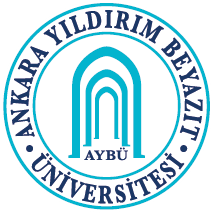 ANKARA YILDIRIM BEYAZIT
ÜNİVERSİTESİ
AYBÜ